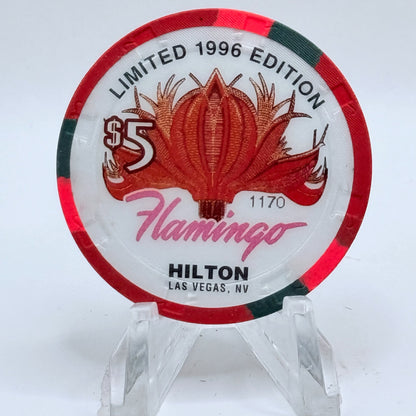 LIMITED 1996 EDITION
$5
1170
Flamingo
HILTON
LAS VEGAS, NV